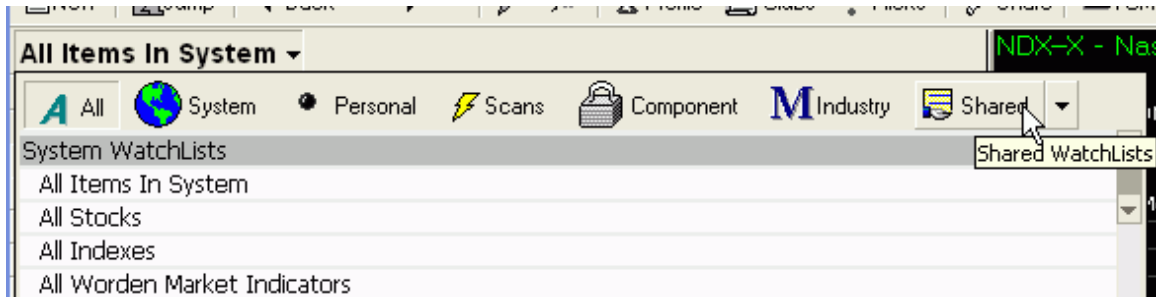 All Items In System
NDX-X - Nas
All System Personal Scans Component Industry Shared
Shared WatchLists
System WatchLists
All Items In System
All Stocks
All Indexes
All Worden Market Indicators